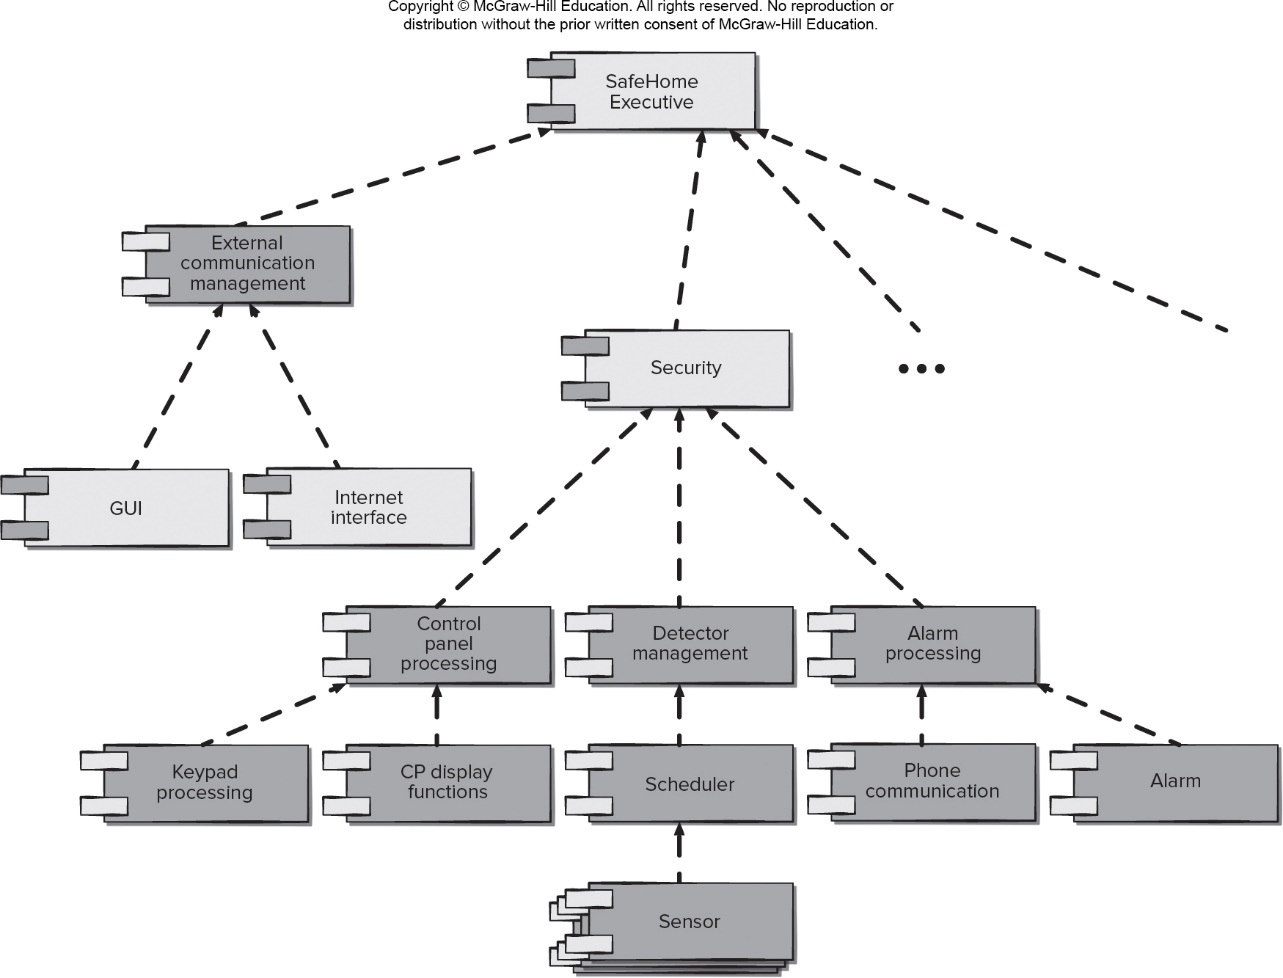 Copyright © McGraw-Hill Education. All rights reserved. No reproduction or
distribution without the prior written consent of McGraw-Hill Education.
SafeHome
Executive
External
communication
management
Security
GUI
Internet
interface
Control
panel
processing
Detector
management
Alarm
processing
Keypad
processing
CP display
functions
Scheduler
Phone
communication
Alarm
Sensor